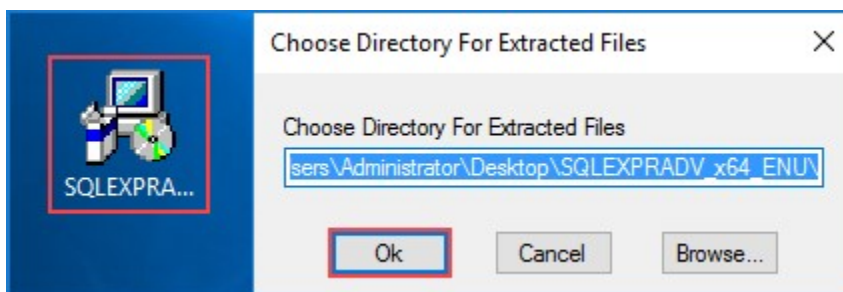 SQLEXPRA...
Choose Directory For Extracted Files
Choose Directory For Extracted Files
sers\Administrator\Desktop\SQLEXPRADV_x64_ENU\
Ok
Cancel
Browse...